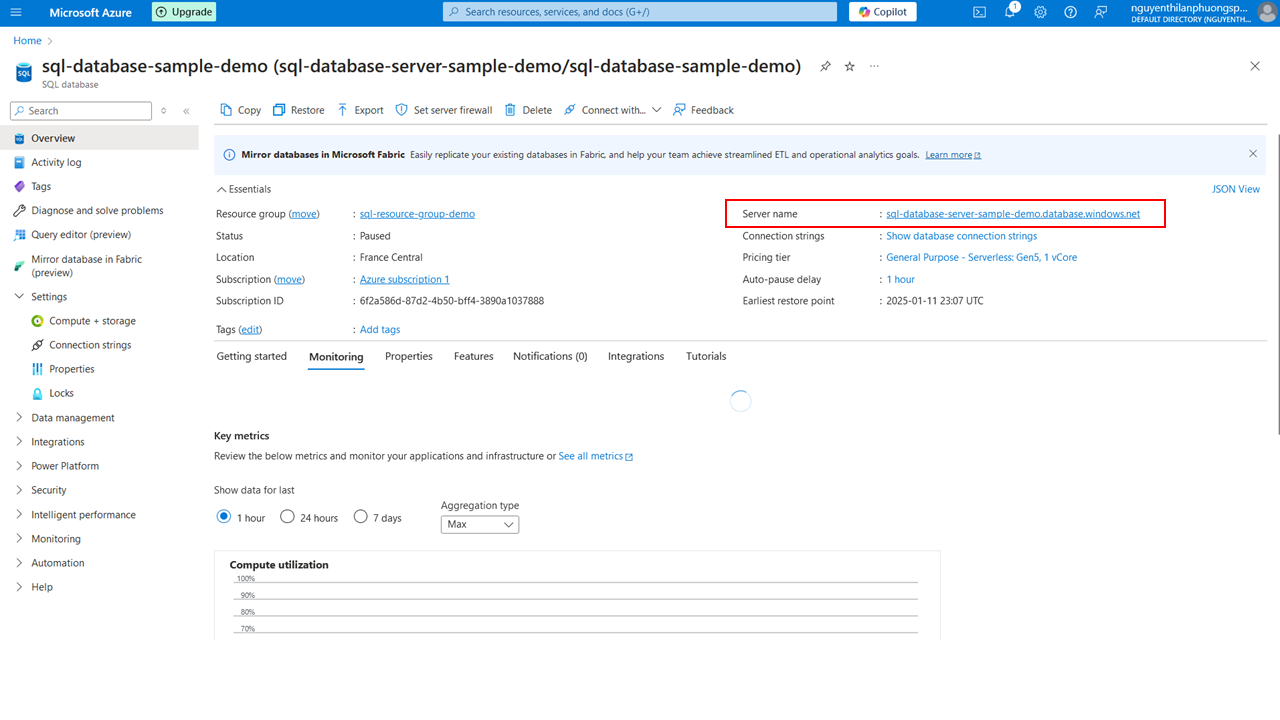 Microsoft Azure
Upgrade
Search resources, services, and docs (G+/)
Copilot
1
nguyenthilanphuongsp...
DEFAULT DIRECTORY (NGUYENTH...
Home
SQL
sql-database-sample-demo (sql-database-server-sample-demo/sql-database-sample-demo)
SQL database
Search
Copy
Restore
Export
Set server firewall
Delete
Connect with...
Feedback
Overview
Activity log
Tags
Diagnose and solve problems
Query editor (preview)
Mirror database in Fabric
(preview)
Settings
Compute + storage
Connection strings
Properties
Locks
Data management
Integrations
Power Platform
Security
Intelligent performance
Monitoring
Automation
Help
Mirror databases in Microsoft Fabric Easily replicate your existing databases in Fabric, and help your team achieve streamlined ETL and operational analytics goals. Learn more
Essentials
JSON View
Resource group (move) : sql-resource-group-demo
Status : Paused
Location : France Central
Subscription (move) : Azure subscription 1
Subscription ID : 6f2a586d-87d2-4b50-bff4-3890a1037888
Tags (edit) : Add tags
Server name : sql-database-server-sample-demo.database.windows.net
Connection strings : Show database connection strings
Pricing tier : General Purpose - Serverless: Gen5, 1 vCore
Auto-pause delay : 1 hour
Earliest restore point : 2025-01-11 23:07 UTC
Getting started
Monitoring
Properties
Features
Notifications (0)
Integrations
Tutorials
Key metrics
Review the below metrics and monitor your applications and infrastructure or See all metrics
Show data for last
1 hour
24 hours
7 days
Aggregation type
Max
Compute utilization
100%
90%
80%
70%